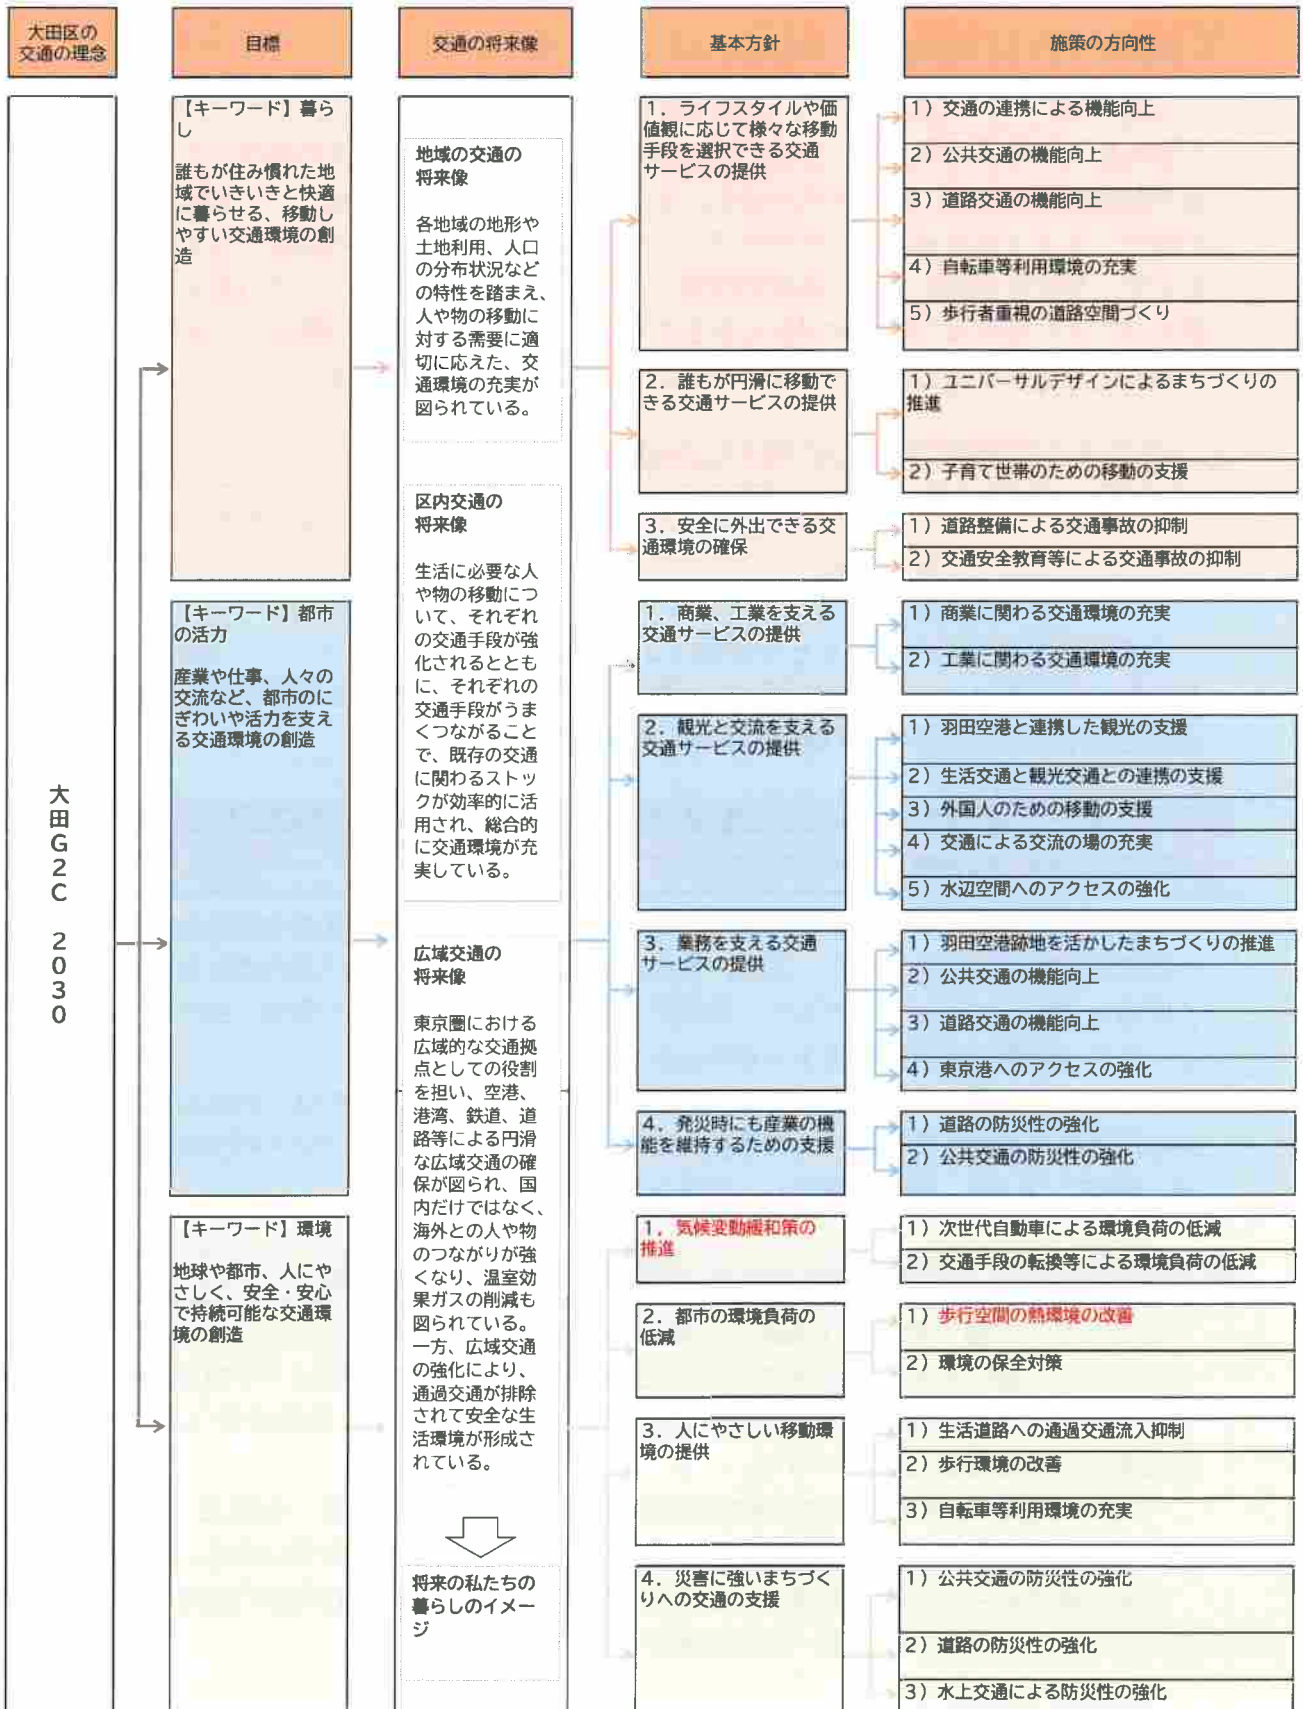 大田区の
交通の理念
目標
交通の将来像
基本方針
施策の方向性
大田G2C 2030
【キーワード】暮ら
し
誰もが住み慣れた地
域でいきいきと快適
に暮らせる、移動し
やすい交通環境の創
造
【キーワード】都市
の活力
産業や仕事、人々の
交流など、都市のに
ぎわいや活力を支え
る交通環境の創造
【キーワード】環境
地球や都市、人にや
さしく、安全・安心
で持続可能な交通環
境の創造
地域の交通の
将来像
各地域の地形や
土地利用、人口
の分布状況など
の特性を踏まえ、
人や物の移動に
対する需要に適
切に応えた、交
通環境の充実が
図られている。
区内交通の
将来像
生活に必要な人
や物の移動につ
いて、それぞれ
の交通手段が強
化されるととも
に、それぞれの
交通手段がうま
くつながること
で、既存の交通
に関わるストッ
クが効率的に活
用され、総合的
に交通環境が充
実している。
広域交通の
将来像
東京圏における
広域的な交通拠
点としての役割
を担い、空港、
港湾、鉄道、道
路等による円滑
な広域交通の確
保が図られ、国
内だけではなく、
海外との人や物
のつながりが強
くなり、温室効
果ガスの削減も
図られている。
一方、広域交通
の強化により、
通過交通が排除
されて安全な生
活環境が形成さ
れている。
将来の私たちの
暮らしのイメー
ジ
1．ライフスタイルや価
値観に応じて様々な移動
手段を選択できる交通
サービスの提供
1）交通の連携による機能向上
2）公共交通の機能向上
3）道路交通の機能向上
4）自転車等利用環境の充実
5）歩行者重視の道路空間づくり
2．誰もが円滑に移動で
きる交通サービスの提供
1）ユニバーサルデザインによるまちづくりの
推進
2）子育て世帯のための移動の支援
3．安全に外出できる交
通環境の確保
1）道路整備による交通事故の抑制
2）交通安全教育等による交通事故の抑制
1．商業、工業を支える
交通サービスの提供
1）商業に関わる交通環境の充実
2）工業に関わる交通環境の充実
2．観光と交流を支える
交通サービスの提供
1）羽田空港と連携した観光の支援
2）生活交通と観光交通との連携の支援
3）外国人のための移動の支援
4）交通による交流の場の充実
5）水辺空間へのアクセスの強化
3．業務を支える交通
サービスの提供
1）羽田空港跡地を活かしたまちづくりの推進
2）公共交通の機能向上
3）道路交通の機能向上
4）東京港へのアクセスの強化
4．発災時にも産業の機
能を維持するための支援
1）道路の防災性の強化
2）公共交通の防災性の強化
1．気候変動緩和策の
推進
1）次世代自動車による環境負荷の低減
2）交通手段の転換等による環境負荷の低減
2．都市の環境負荷の
低減
1）歩行空間の熱環境の改善
2）環境の保全対策
3．人にやさしい移動環
境の提供
1）生活道路への通過交通流入抑制
2）歩行環境の改善
3）自転車等利用環境の充実
4．災害に強いまちづく
りへの交通の支援
1）公共交通の防災性の強化
2）道路の防災性の強化
3）水上交通による防災性の強化